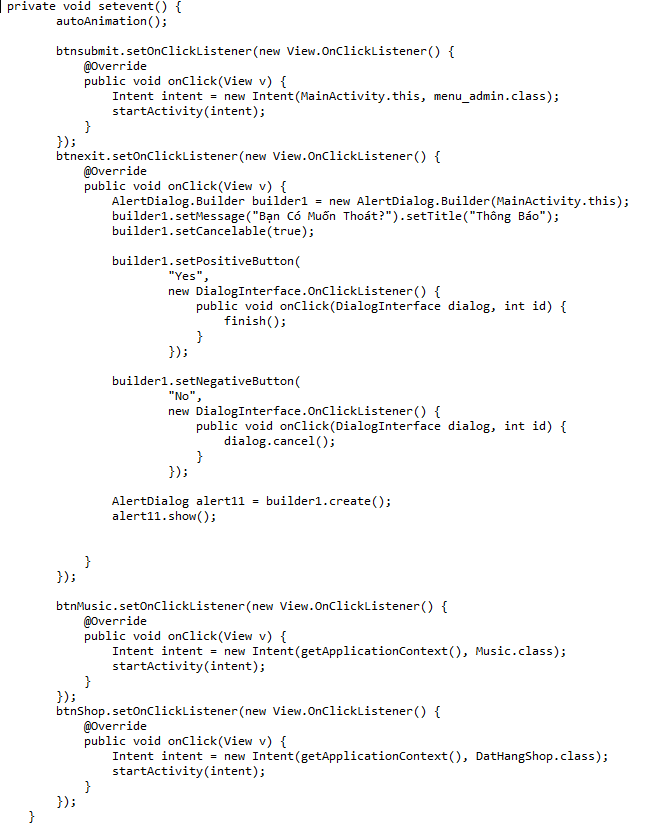 private void setevent() {
autoAnimation();
btnsubmit.setOnClickListener(new View.OnClickListener() {
@Override
public void onClick(View v) {
Intent intent = new Intent(MainActivity.this, menu_admin.class);
startActivity(intent);
}
});
btnexit.setOnClickListener(new View.OnClickListener() {
@Override
public void onClick(View v) {
AlertDialog.Builder builder1 = new AlertDialog.Builder(MainActivity.this);
builder1.setMessage("Bạn Có Muốn Thoát?").setTitle("Thông Báo");
builder1.setCancelable(true);
builder1.setPositiveButton(
"Yes",
new DialogInterface.OnClickListener() {
public void onClick(DialogInterface dialog, int id) {
finish();
}
});
builder1.setNegativeButton(
"No",
new DialogInterface.OnClickListener() {
public void onClick(DialogInterface dialog, int id) {
dialog.cancel();
}
});
AlertDialog alert11 = builder1.create();
alert11.show();
}
});
btnMusic.setOnClickListener(new View.OnClickListener() {
@Override
public void onClick(View v) {
Intent intent = new Intent(getApplicationContext(), Music.class);
startActivity(intent);
}
});
btnShop.setOnClickListener(new View.OnClickListener() {
@Override
public void onClick(View v) {
Intent intent = new Intent(getApplicationContext(), DatHangShop.class);
startActivity(intent);
}
});
}